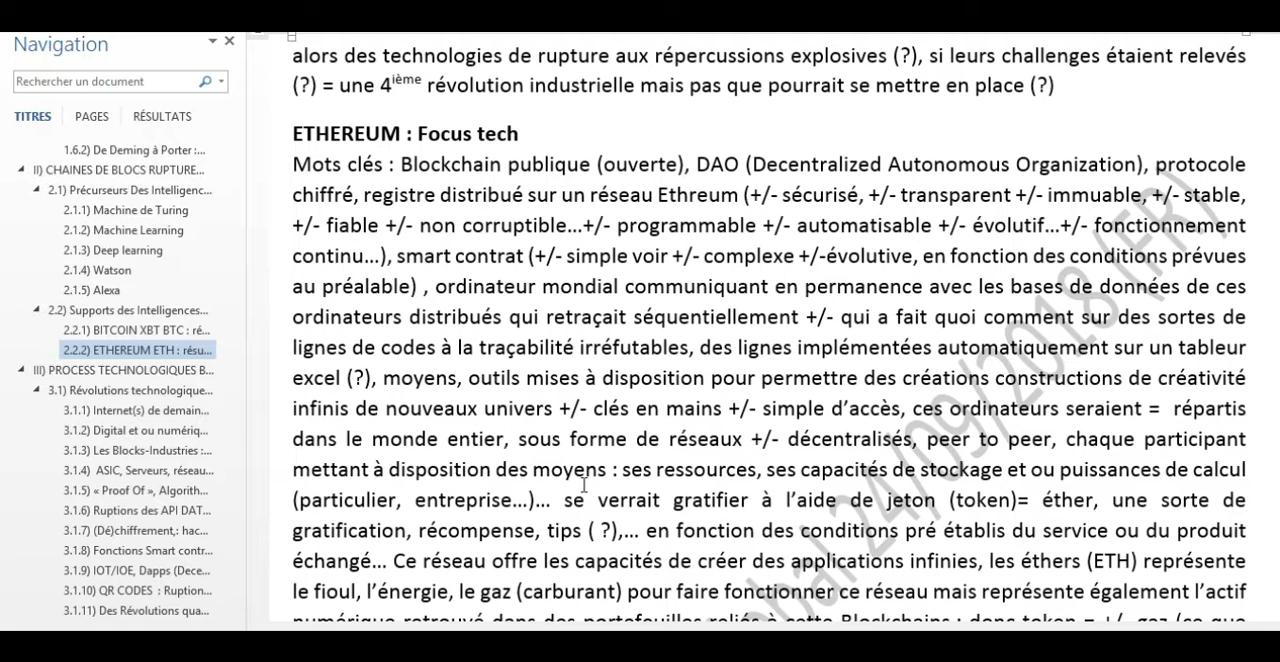 Navigation
Rechercher un document
TITRES PAGES RÉSULTATS
1.6.2) De Deming à Porter :...
II) CHAINES DE BLOCS RUPTURE...
2.1) Précurseurs Des Intelligenc...
2.1.1) Machine de Turing
2.1.2) Machine Learning
2.1.3) Deep learning
2.1.4) Watson
2.1.5) Alexa
2.2) Supports des Intelligences...
2.2.1) BITCOIN XBT BTC : ré...
2.2.2) ETHEREUM ETH : résu...
III) PROCESS TECHNOLOGIQUES B...
3.1) Révolutions technologique...
3.1.1) Internet(s) de demain...
3.1.2) Digital et ou numériq...
3.1.3) Les Blocks-Industries :...
3.1.4) ASIC, Serveurs, réseau...
3.1.5) « Proof Of », Algorith...
3.1.6) Ruptions des API DAT...
3.1.7) (Dé)chiffrement,: hac...
3.1.8) Fonctions Smart contr...
3.1.9) IOT/IOE, Dapps (Dece...
3.1.10) QR CODES : Ruption...
3.1.11) Des Révolutions qua...
alors des technologies de rupture aux répercussions explosives (?), si leurs challenges étaient relevés
(?) = une 4ième révolution industrielle mais pas que pourrait se mettre en place (?)
ETHEREUM : Focus tech
Mots clés : Blockchain publique (ouverte), DAO (Decentralized Autonomous Organization), protocole
chiffré, registre distribué sur un réseau Ethreum (+/- sécurisé, +/- transparent +/- immuable, +/- stable,
+/- fiable +/- non corruptible...+/- programmable +/- automatisable +/- évolutif...+/- fonctionnement
continu...), smart contrat (+/- simple voir +/- complexe +/-évolutive, en fonction des conditions prévues
au préalable) , ordinateur mondial communiquant en permanence avec les bases de données de ces
ordinateurs distribués qui retraçait séquentiellement +/- qui a fait quoi comment sur des sortes de
lignes de codes à la traçabilité irréfutables, des lignes implémentées automatiquement sur un tableur
excel (?), moyens, outils mises à disposition pour permettre des créations constructions de créativité
infinis de nouveaux univers +/- clés en mains +/- simple d'accès, ces ordinateurs seraient = répartis
dans le monde entier, sous forme de réseaux +/- décentralisés, peer to peer, chaque participant
mettant à disposition des moyens : ses ressources, ses capacités de stockage et ou puissances de calcul
(particulier, entreprise...)... se verrait gratifier à l'aide de jeton (token)= éther, une sorte de
gratification, récompense, tips ( ?),... en fonction des conditions pré établis du service ou du produit
échangé... Ce réseau offre les capacités de créer des applications infinies, les éthers (ETH) représente
le fioul, l'énergie, le gaz (carburant) pour faire fonctionner ce réseau mais représente également l'actif
numérique retrouvé dans des portefeuilles reliés à cette Blockchains : donc token = +/- gaz (ce que
24/09/2018 (FR)